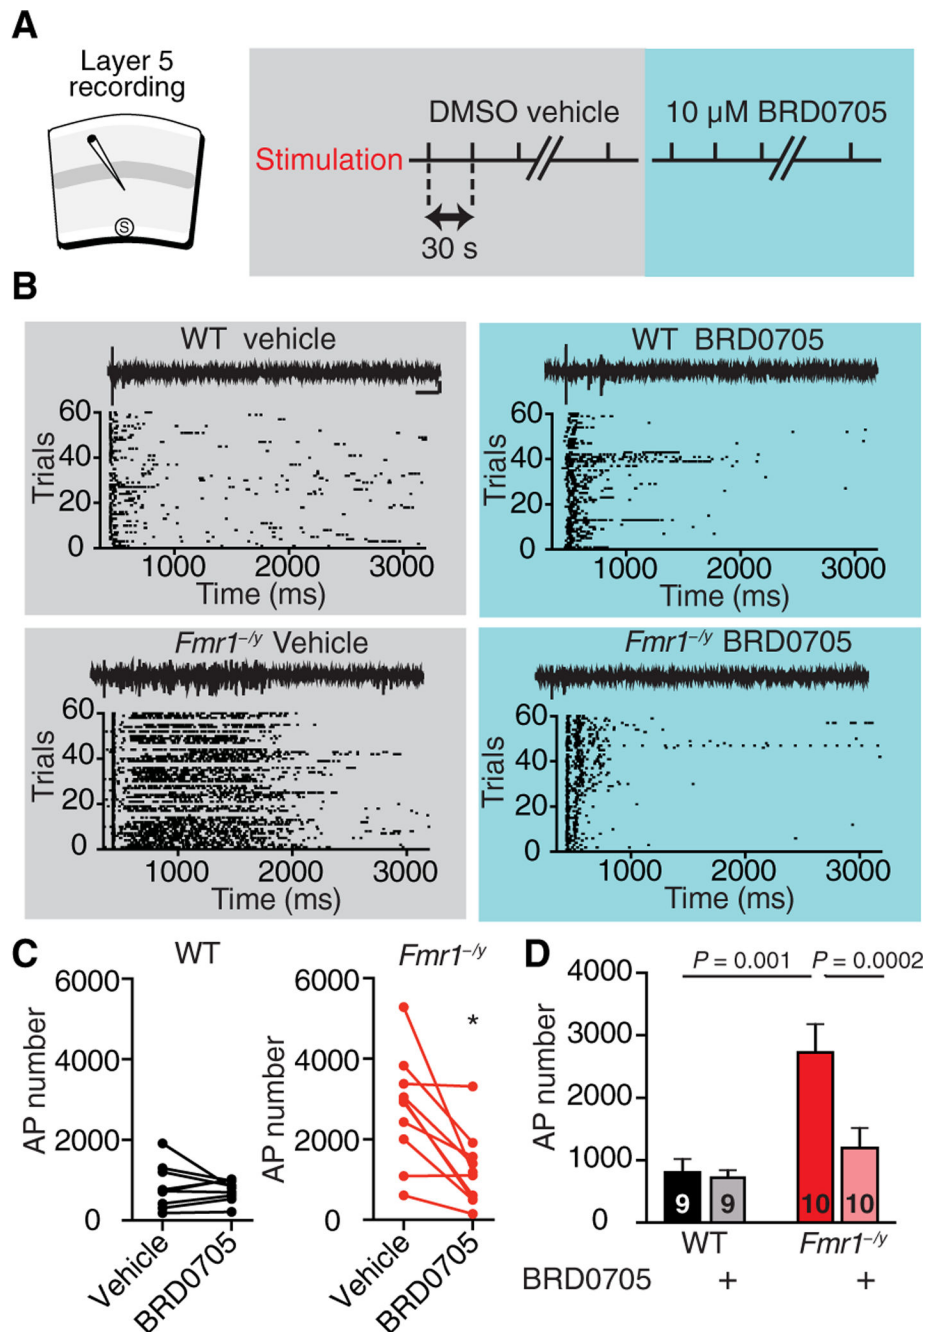 A
Layer 5
recording
S
DMSO vehicle
10 µM BRD0705
Stimulation
30 s
B
WT vehicle
60
40
20
0
Trials
1000 2000 3000
Time (ms)
WT BRD0705
60
40
20
0
Trials
1000 2000 3000
Time (ms)
Fmr1–/y Vehicle
60
40
20
0
Trials
1000 2000 3000
Time (ms)
Fmr1–/y BRD0705
60
40
20
0
Trials
1000 2000 3000
Time (ms)
C
WT
6000
4000
2000
0
AP number
Vehicle
BRD0705
Fmr1–/y
6000
4000
2000
0
AP number
*
Vehicle
BRD0705
D
P = 0.001 P = 0.0002
4000
3000
2000
1000
0
AP number
9 9 10 10
WT Fmr1–/y
BRD0705 + +